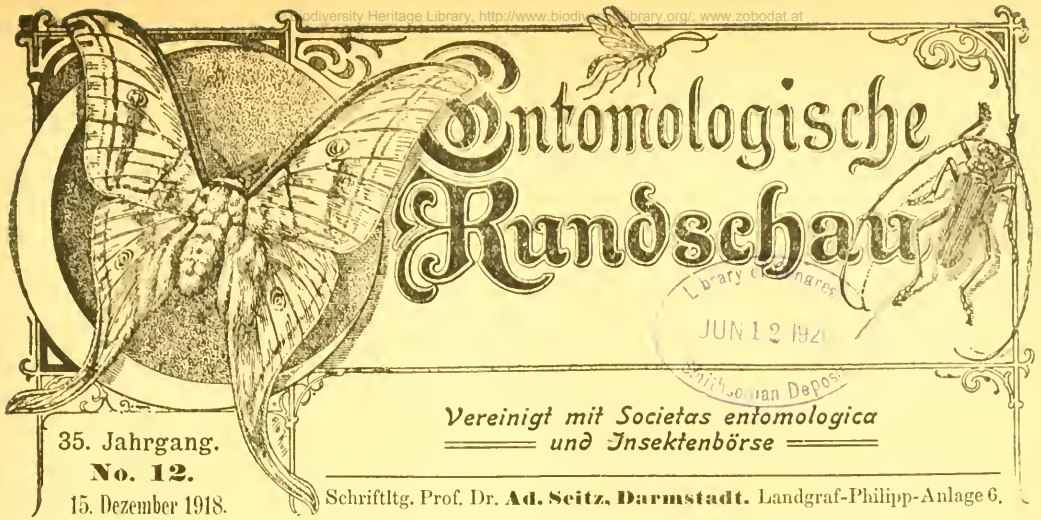 Biodiversity Heritage Library, http://www.biodiversitylibrary.org/; www.zobodat.at
Entomologische
Rundschau
Library of Congress
JUN 12 192
Smithsonian Deposit
Vereinigt mit Societas entomologica
und Insektenbörse
35. Jahrgang.
No. 12.
15. Dezember 1918.
Schriftltg. Prof. Dr. Ad. Seitz, Darmstadt. Landgraf-Philipp-Anlage 6.